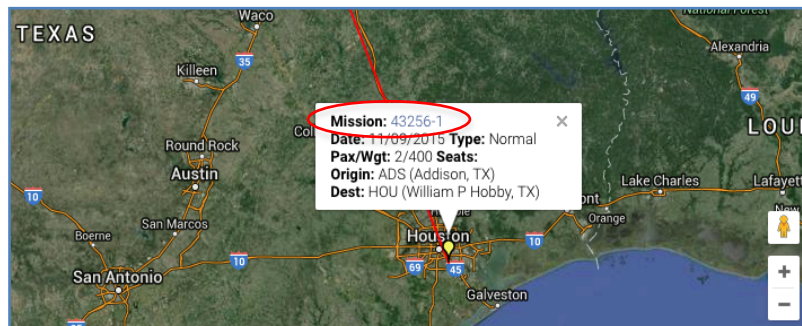 Waco
National Forest
TEXAS
Alexandria
35
Killeen
49
Mission: 43256-1
Date: 11/09/2015 Type: Normal
Pax/Wgt: 2/400 Seats:
Origin: ADS (Addison, TX)
Dest: HOU (William P Hobby, TX)
×
LOUI
Round Rock
Austin
Lake Charles
Lafayet
10
Orange
San Marcos
Boerne
Houston
10
10
69
45
San Antonio
Galveston
+
−